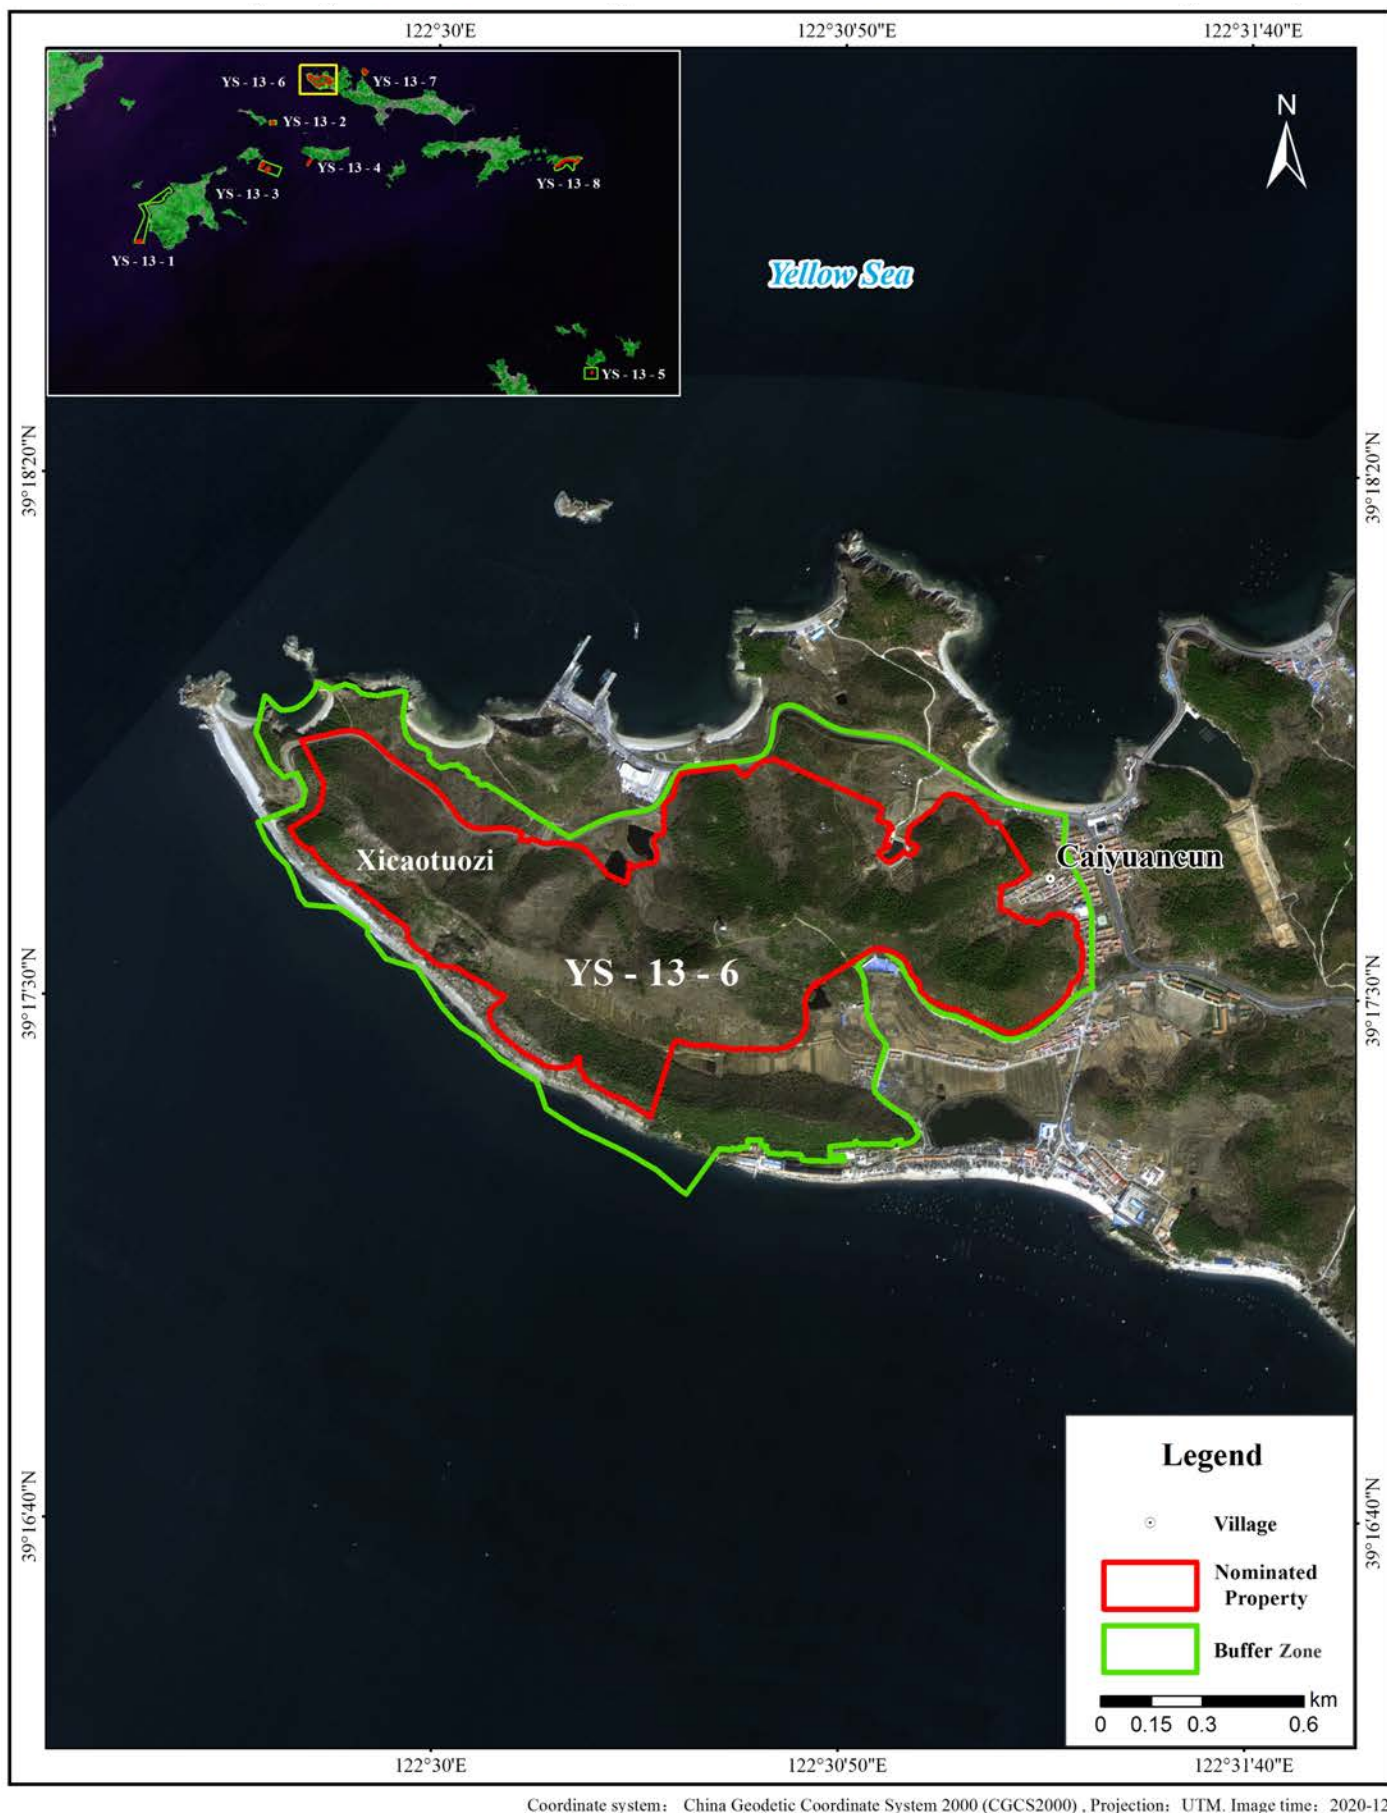 122°30'E 122°30'50"E 122°31'40"E
YS - 13 - 6
YS - 13 - 7
YS - 13 - 2
YS - 13 - 4
YS - 13 - 3
YS - 13 - 8
YS - 13 - 1
YS - 13 - 5
N
Yellow Sea
39°18'20"N
39°18'20"N
Xicaotuozi
Caiyuancun
YS - 13 - 6
39°17'30"N
39°17'30"N
Legend
Village
Nominated
Property
Buffer Zone
km
0 0.15 0.3 0.6
39°16'40"N
39°16'40"N
122°30'E 122°30'50"E 122°31'40"E
Coordinate system: China Geodetic Coordinate System 2000 (CGCS2000) , Projection: UTM. Image time: 2020-12